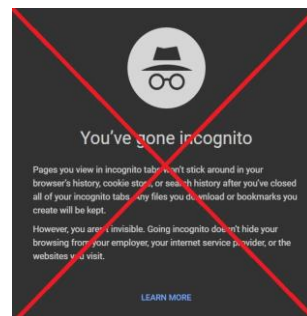 You've gone incognito
Pages you view in incognito tabs won't stick around in your
browser's history, cookie store, or search history after you've closed
all of your incognito tabs. Any files you download or bookmarks you
create will be kept.
However, you aren't invisible. Going incognito doesn't hide your
browsing from your employer, your internet service provider, or the
websites you visit.
LEARN MORE